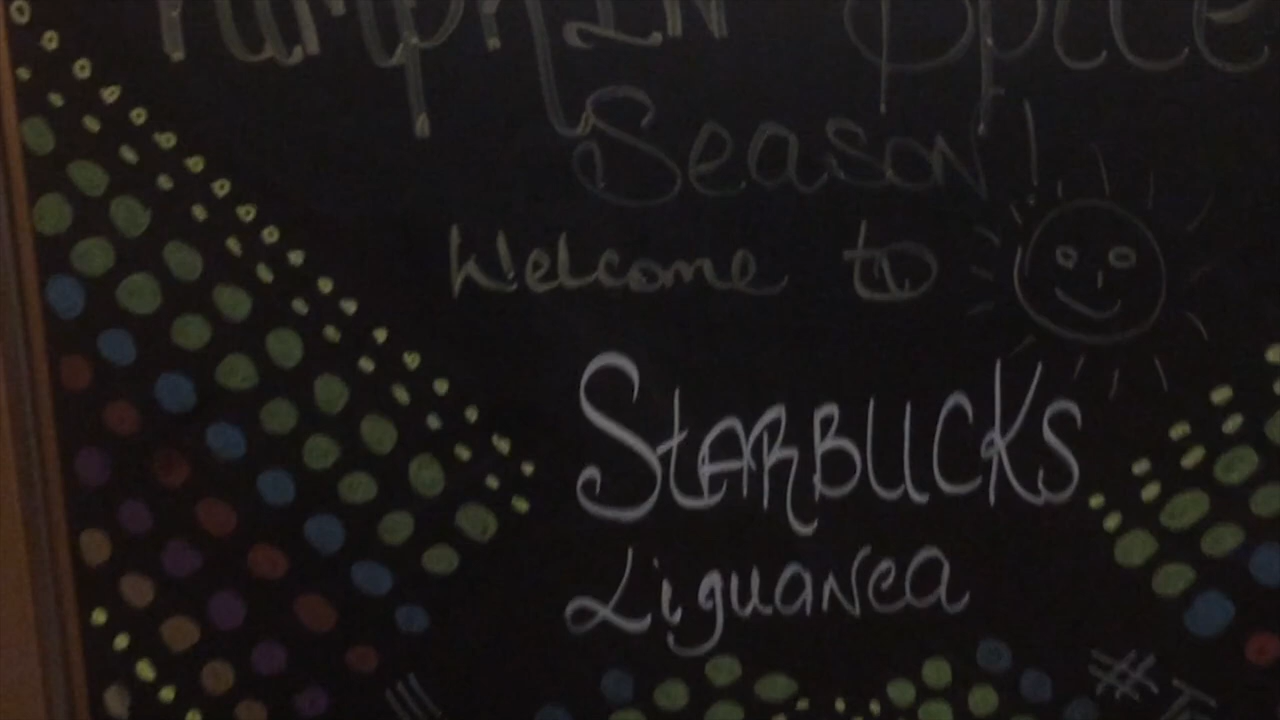 Pumpkin Spice
Season!
Welcome to
STARBUCKS
Liguanea
#